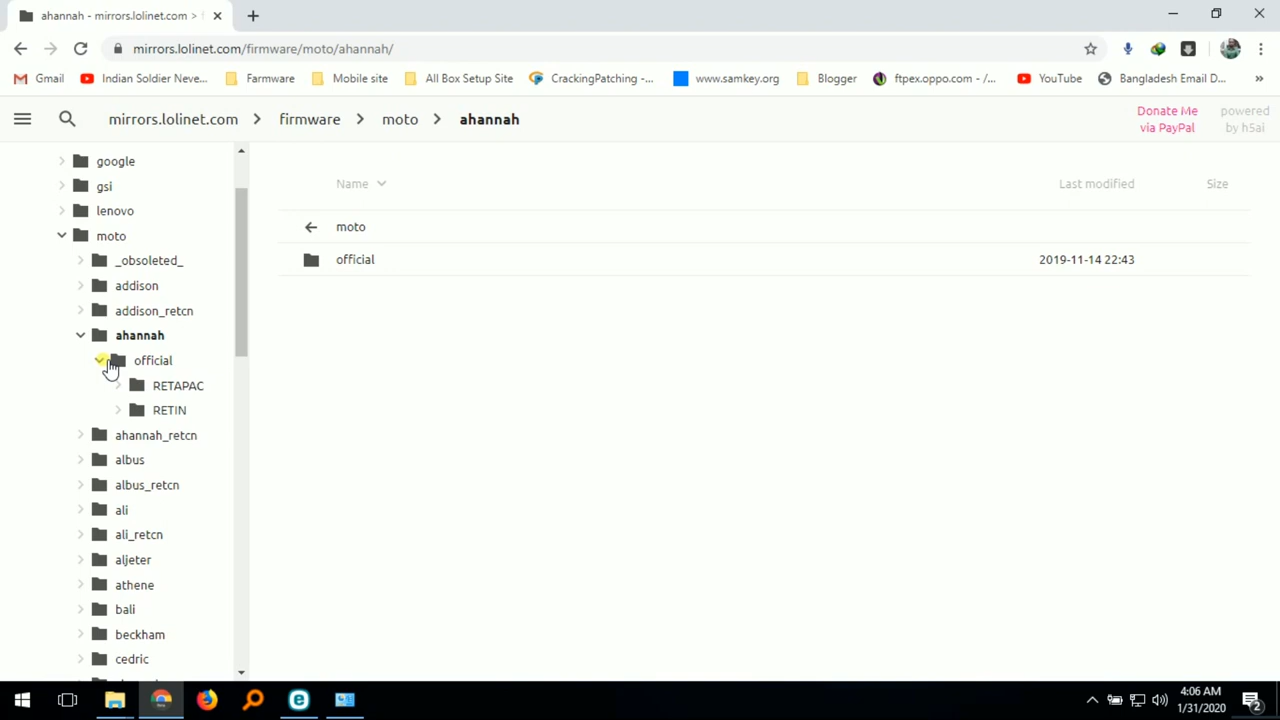 ahannah - mirrors.lolinet.com >
mirrors.lolinet.com/firmware/moto/ahannah/
Gmail
Indian Soldier Neve...
Farmware
Mobile site
All Box Setup Site
CrackingPatching -...
www.samkey.org
Blogger
ftpex.oppo.com - /...
YouTube
Bangladesh Email D...
»
mirrors.lolinet.com > firmware > moto > ahannah
Donate Me
via PayPal
powered
by h5ai
google
gsi
lenovo
moto
_obsoleted_
addison
addison_retcn
ahannah
official
RETAPAC
RETIN
ahannah_retcn
albus
albus_retcn
ali
ali_retcn
aljeter
athene
bali
beckham
cedric
Name
Last modified
Size
moto
official
2019-11-14 22:43
4:06 AM
1/31/2020
2